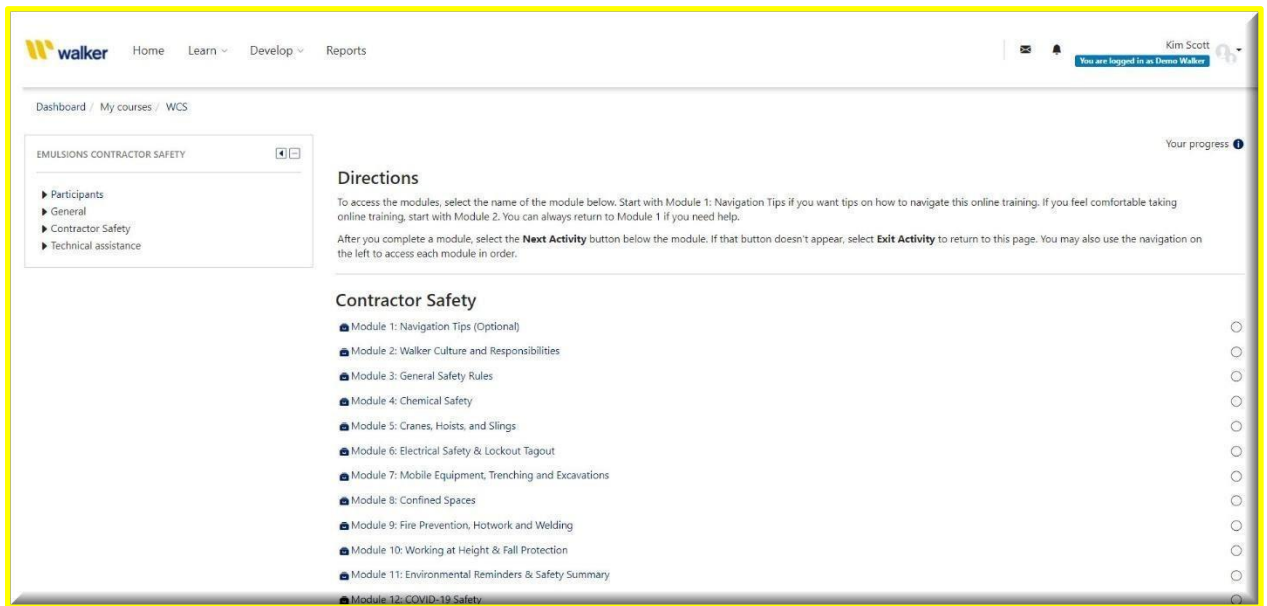 walker
Home Learn Develop Reports
Kim Scott
You are logged in as Demo Walker
Dashboard / My courses / WCS
EMULSIONS CONTRACTOR SAFETY
Participants
General
Contractor Safety
Technical assistance
Your progress
Directions
To access the modules, select the name of the module below. Start with Module 1: Navigation Tips if you want tips on how to navigate this online training. If you feel comfortable taking
online training, start with Module 2. You can always return to Module 1 if you need help.
After you complete a module, select the Next Activity button below the module. If that button doesn't appear, select Exit Activity to return to this page. You may also use the navigation on
the left to access each module in order.
Contractor Safety
Module 1: Navigation Tips (Optional)
Module 2: Walker Culture and Responsibilities
Module 3: General Safety Rules
Module 4: Chemical Safety
Module 5: Cranes, Hoists, and Slings
Module 6: Electrical Safety & Lockout Tagout
Module 7: Mobile Equipment, Trenching and Excavations
Module 8: Confined Spaces
Module 9: Fire Prevention, Hotwork and Welding
Module 10: Working at Height & Fall Protection
Module 11: Environmental Reminders & Safety Summary
Module 12: COVID-19 Safety